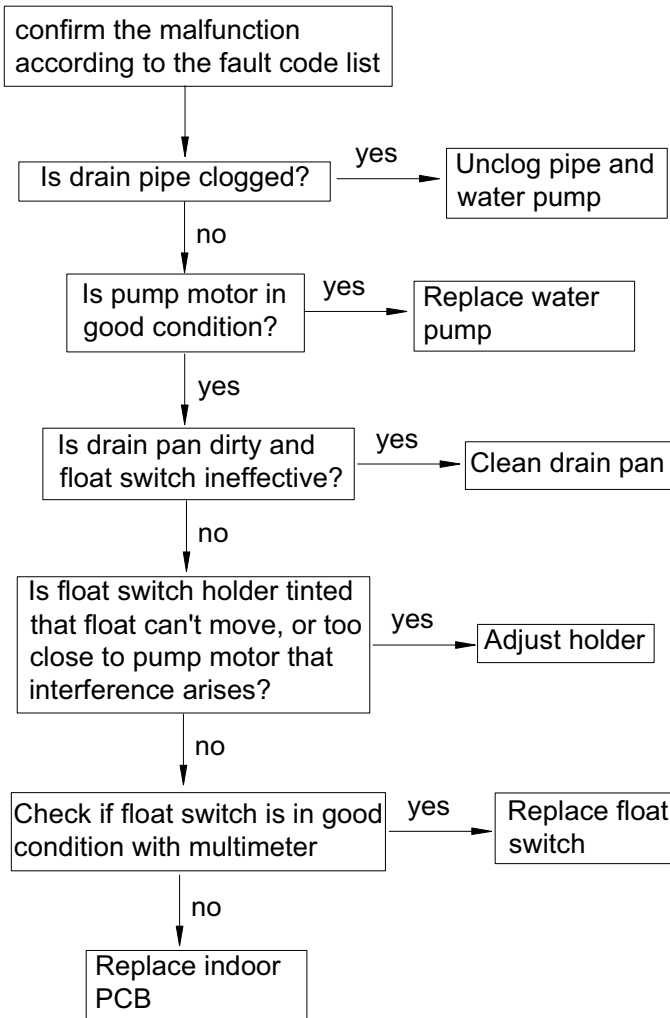 confirm the malfunction
according to the fault code list
Is drain pipe clogged?
yes
Unclog pipe and
water pump
no
Is pump motor in
good condition?
yes
Replace water
pump
yes
Is drain pan dirty and
float switch ineffective?
yes
Clean drain pan
no
Is float switch holder tinted
that float can't move, or too
close to pump motor that
interference arises?
yes
Adjust holder
no
Check if float switch is in good
condition with multimeter
yes
Replace float
switch
no
Replace indoor
PCB